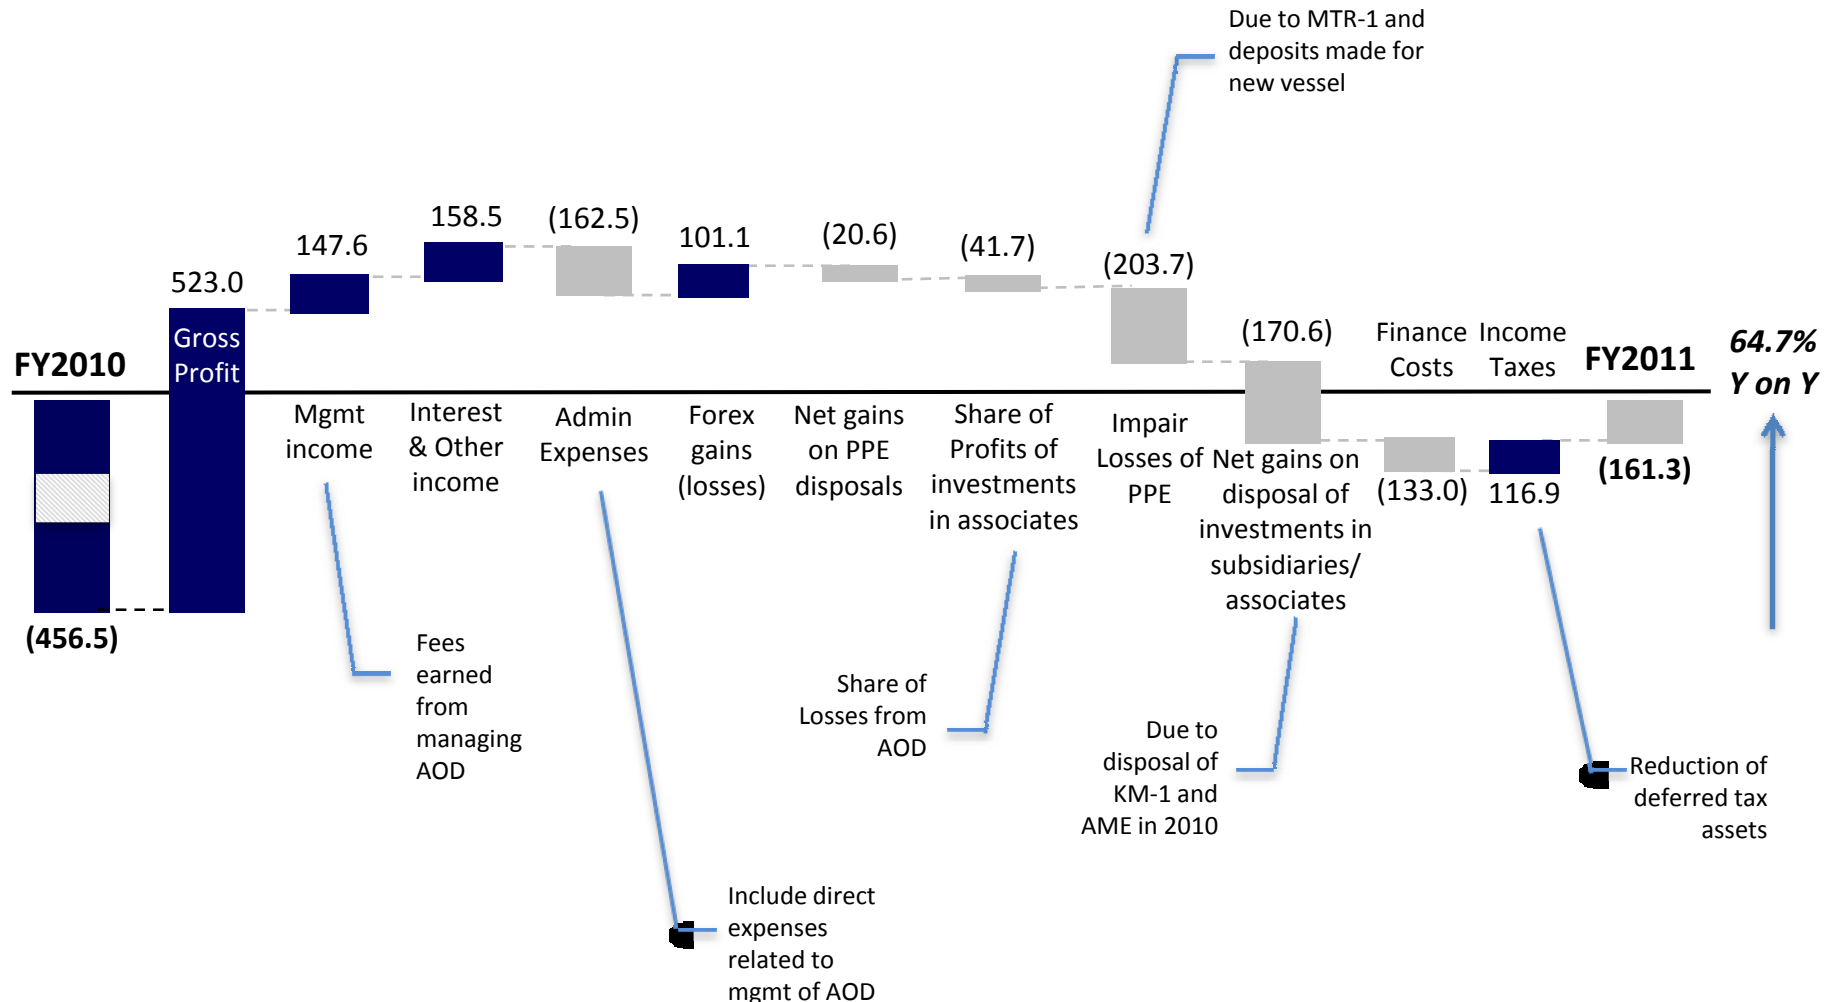 Due to MTR-1 and
deposits made for
new vessel
523.0
147.6
158.5
(162.5)
101.1
(20.6)
(41.7)
(203.7)
(170.6)
FY2010
Gross
Profit
Finance
Costs
Income
Taxes
FY2011
64.7%
Y on Y
Mgmt
income
Interest
& Other
income
Admin
Expenses
Forex
gains
(losses)
Net gains
on PPE
disposals
Share of
Profits of
investments
in associates
Impair
Losses of
PPE
Net gains on
disposal of
investments in
subsidiaries/
associates
(133.0)
116.9
(161.3)
(456.5)
Fees
earned
from
managing
AOD
Share of
Losses from
AOD
Due to
disposal of
KM-1 and
AME in 2010
Reduction of
deferred tax
assets
Include direct
expenses
related to
mgmt of AOD